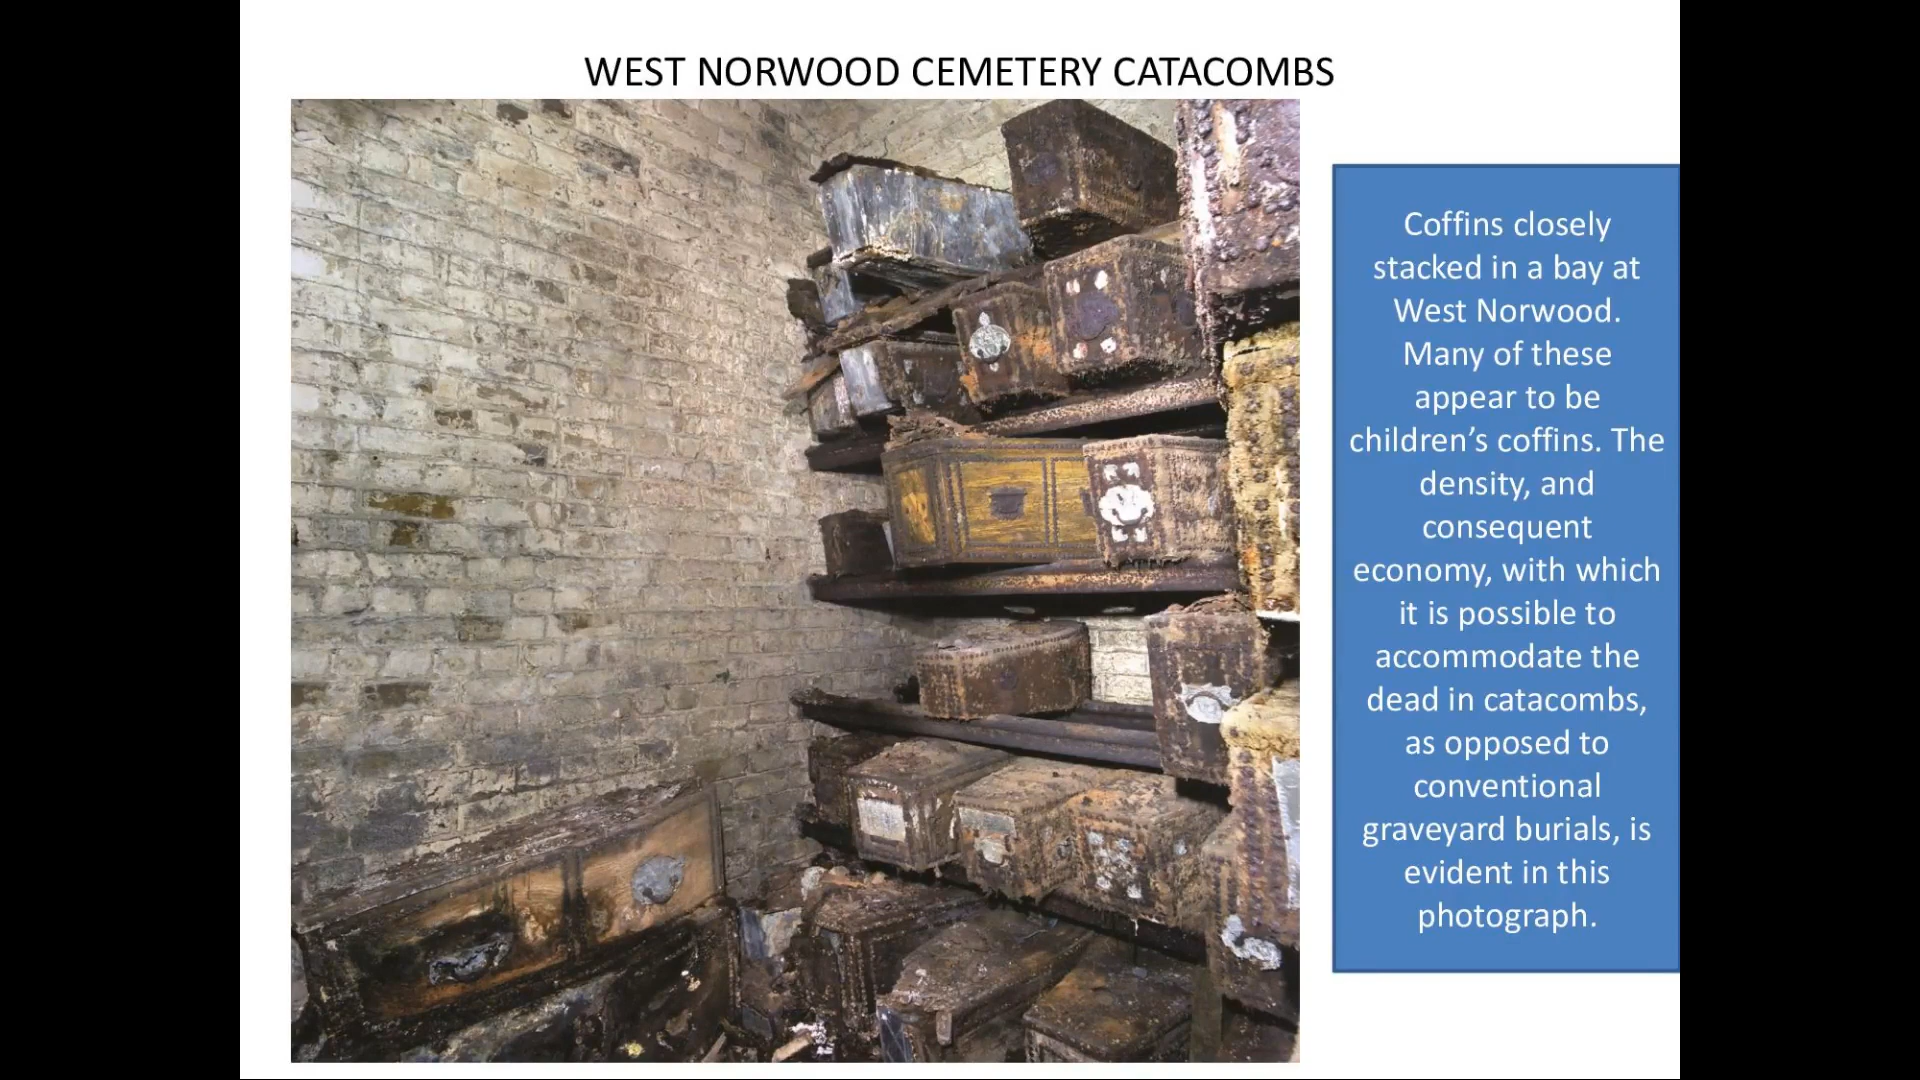 WEST NORWOOD CEMETERY CATACOMBS
Coffins closely
stacked in a bay at
West Norwood.
Many of these
appear to be
children’s coffins. The
density, and
consequent
economy, with which
it is possible to
accommodate the
dead in catacombs,
as opposed to
conventional
graveyard burials, is
evident in this
photograph.